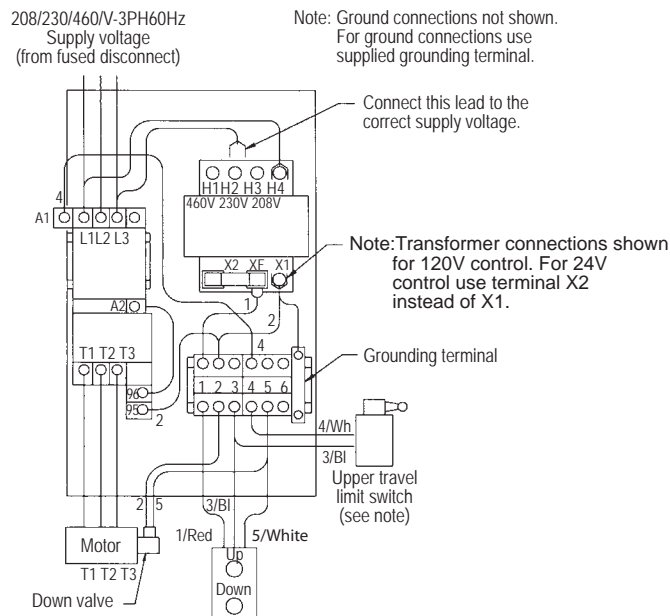 208/230/460/V-3PH60Hz
Supply voltage
(from fused disconnect)
Note: Ground connections not shown.
For ground connections use
supplied grounding terminal.
Connect this lead to the
correct supply voltage.
4
A1
L1 L2 L3
H1 H2 H3 H4
460V 230V 208V
X2 XF X1
Note:Transformer connections shown
for 120V control. For 24V
control use terminal X2
instead of X1.
A2
1
2
4
T1 T2 T3
96
95
2
1 2 3 4 5 6
Grounding terminal
4/Wh
3/Bl
Upper travel
limit switch
(see note)
2 5
3/Bl
1/Red
5/White
Motor
T1 T2 T3
Down valve
Up
Down